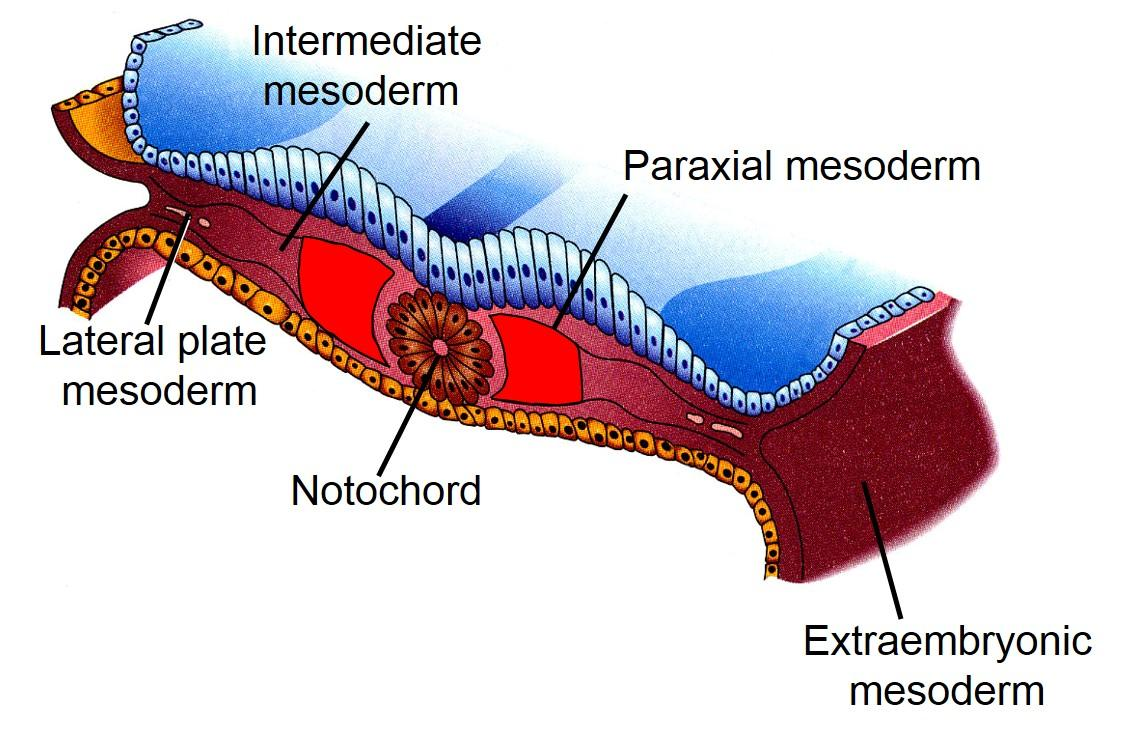 Intermediate
mesoderm
Paraxial mesoderm
Lateral plate
mesoderm
Notochord
Extraembryonic
mesoderm